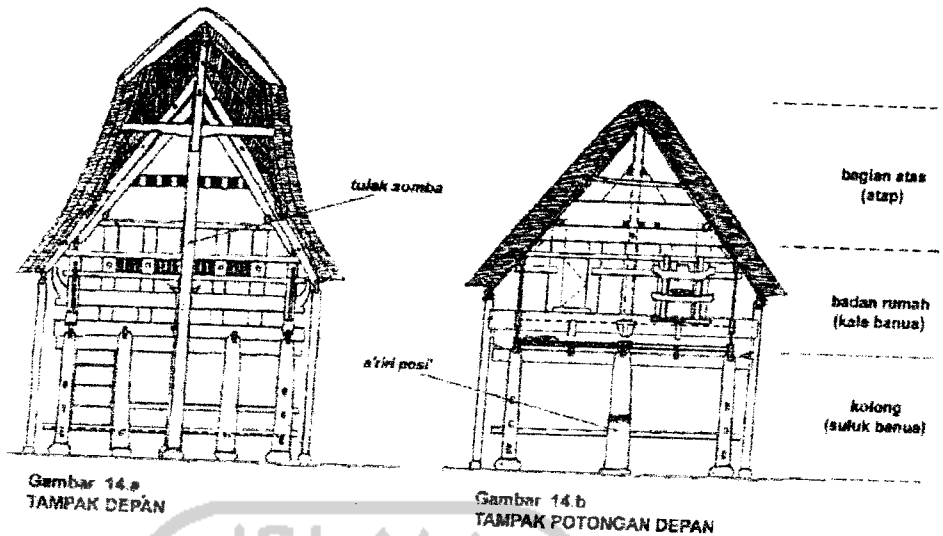 tulak somba
bagian atas
(atap)
badan rumah
(kale banua)
a'riri posi'
kolong
(suluk banua)
Gambar 14.a
TAMPAK DEPAN
Gambar 14.b
TAMPAK POTONGAN DEPAN